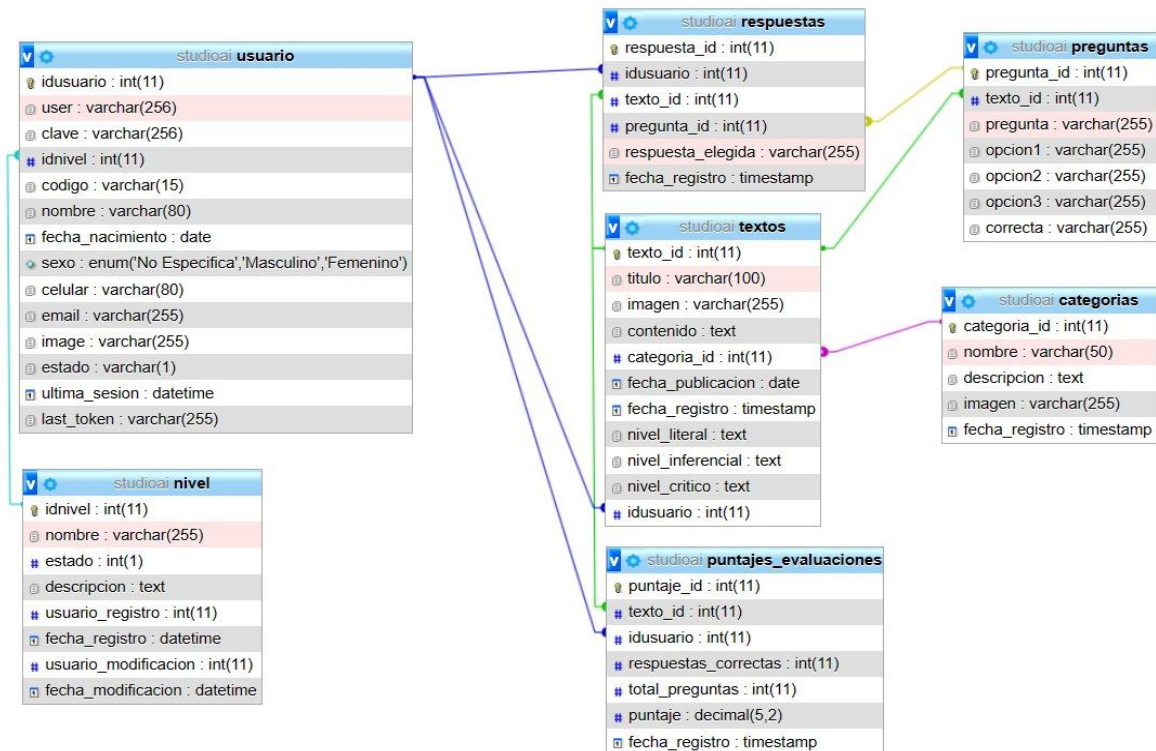 studioai usuario
idusuario : int(11)
user : varchar(256)
clave : varchar(256)
idnivel : int(11)
codigo : varchar(15)
nombre : varchar(80)
fecha_nacimiento : date
sexo : enum('No Especifica','Masculino','Femenino')
celular : varchar(80)
email : varchar(255)
image : varchar(255)
estado : varchar(1)
ultima_sesion : datetime
last_token : varchar(255)
studioai nivel
idnivel : int(11)
nombre : varchar(255)
estado : int(1)
descripcion : text
usuario_registro : int(11)
fecha_registro : datetime
usuario_modificacion : int(11)
fecha_modificacion : datetime
studioai respuestas
respuesta_id : int(11)
idusuario : int(11)
texto_id : int(11)
pregunta_id : int(11)
respuesta_elegida : varchar(255)
fecha_registro : timestamp
studioai textos
texto_id : int(11)
titulo : varchar(100)
imagen : varchar(255)
contenido : text
categoria_id : int(11)
fecha_publicacion : date
fecha_registro : timestamp
nivel_literal : text
nivel_inferencial : text
nivel_critico : text
idusuario : int(11)
studioai puntajes_evaluaciones
puntaje_id : int(11)
texto_id : int(11)
idusuario : int(11)
respuestas_correctas : int(11)
total_preguntas : int(11)
puntaje : decimal(5,2)
fecha_registro : timestamp
studioai preguntas
pregunta_id : int(11)
texto_id : int(11)
pregunta : varchar(255)
opcion1 : varchar(255)
opcion2 : varchar(255)
opcion3 : varchar(255)
correcta : varchar(255)
studioai categorias
categoria_id : int(11)
nombre : varchar(50)
descripcion : text
imagen : varchar(255)
fecha_registro : timestamp